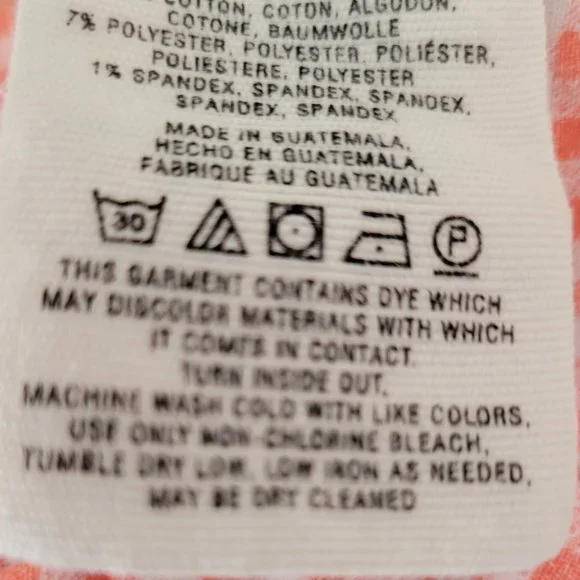 COTTON, COTON, ALGODÓN,
COTONE, BAUMWOLLE
7% POLYESTER, POLYESTER, POLIÉSTER,
POLIESTERE, POLYESTER
1% SPANDEX, SPANDEX, SPANDEX,
SPANDEX, SPANDEX
MADE IN GUATEMALA,
HECHO EN GUATEMALA,
FABRIQUE AU GUATEMALA
30 P
THIS GARMENT CONTAINS DYE WHICH
MAY DISCOLOR MATERIALS WITH WHICH
IT COMES IN CONTACT.
TURN INSIDE OUT,
MACHINE WASH COLD WITH LIKE COLORS,
USE ONLY NON-CHLORINE BLEACH,
TUMBLE DRY LOW, LOW IRON AS NEEDED,
MAY BE DRY CLEANED